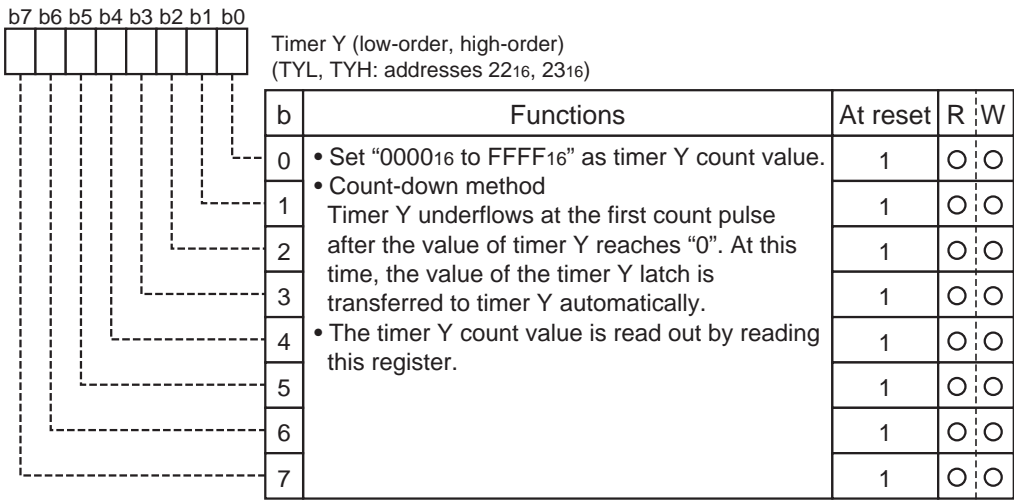 b7 b6 b5 b4 b3 b2 b1 b0
Timer Y (low-order, high-order)
(TYL, TYH: addresses 2216, 2316)
b Functions At reset R W
0 • Set “000016 to FFFF16” as timer Y count value. 1 ○ ○
• Count-down method
1 Timer Y underflows at the first count pulse 1 ○ ○
2 after the value of timer Y reaches “0”. At this 1 ○ ○
time, the value of the timer Y latch is
3 transferred to timer Y automatically. 1 ○ ○
4 • The timer Y count value is read out by reading 1 ○ ○
this register.
5 1 ○ ○
6 1 ○ ○
7 1 ○ ○